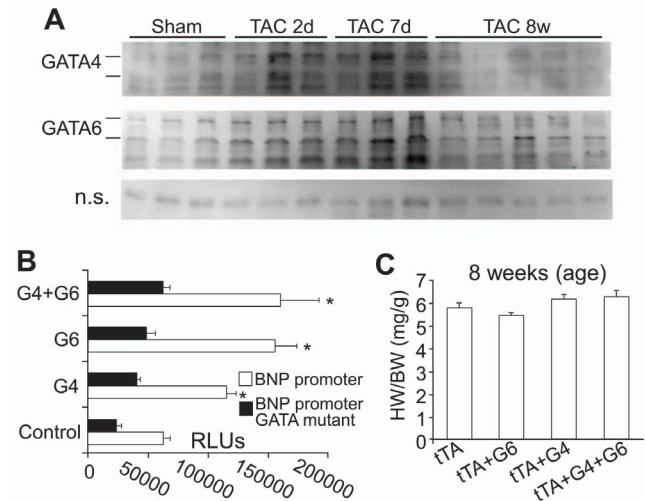 A
Sham TAC 2d TAC 7d TAC 8w
GATA4
GATA6
n.s.
B
G4+G6
*
G6
*
G4
*
Control
BNP promoter
BNP promoter
GATA mutant
RLUs
0 50000 100000 150000 200000
C
8 weeks (age)
HW/BW (mg/g)
7
6
5
4
3
2
1
0
tTA tTA+G6 tTA+G4 tTA+G4+G6